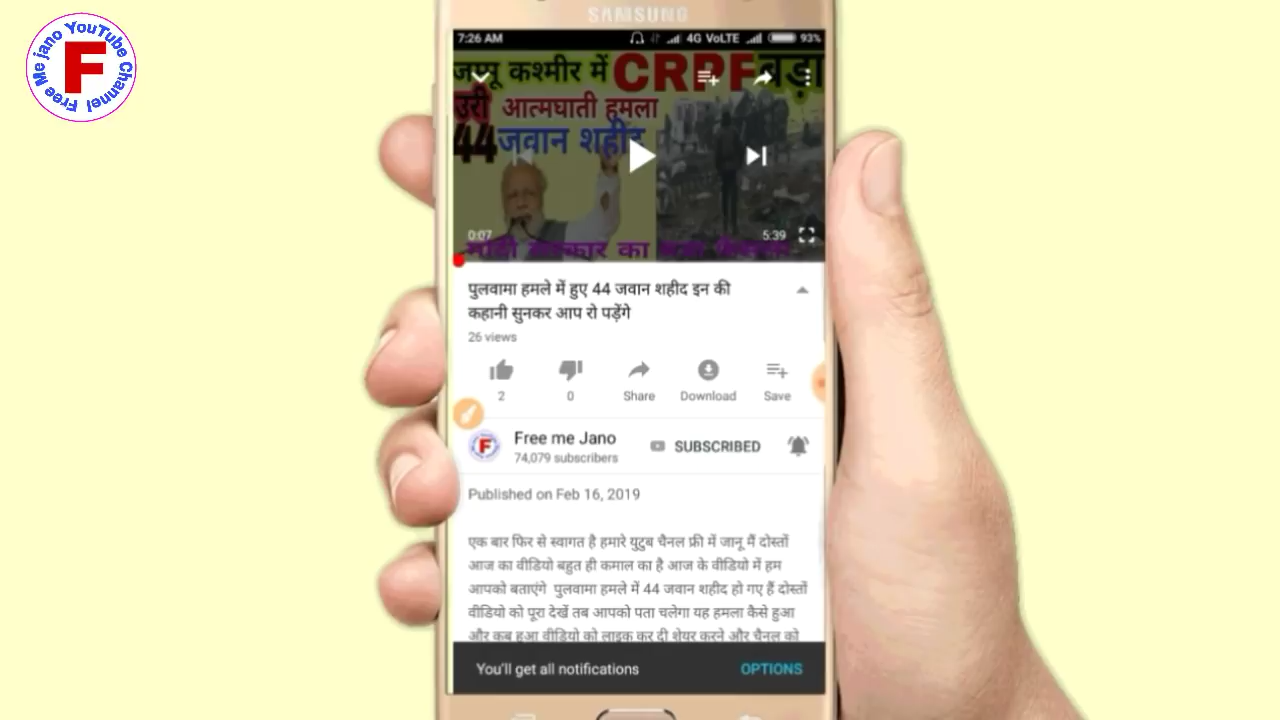 Free Me jano YouTube Channel
F
SAMSUNG
7:26 AM 4G VoLTE 93%
जम्मू कश्मीर में CRPF बड़ा
उरी आत्मघाती हमला
44 जवान शहीद
0:07 5:39
मोदी सरकार का बड़ा फैसला
पुलवामा हमले में हुए 44 जवान शहीद इन की
कहानी सुनकर आप रो पड़ेंगे
26 views
2 0 Share Download Save
F Free me Jano SUBSCRIBED
74,079 subscribers
Published on Feb 16, 2019
एक बार फिर से स्वागत है हमारे युटुब चैनल फ्री में जानू मैं दोस्तों
आज का वीडियो बहुत ही कमाल का है आज के वीडियो में हम
आपको बताएंगे पुलवामा हमले में 44 जवान शहीद हो गए हैं दोस्तों
वीडियो को पूरा देखें तब आपको पता चलेगा यह हमला कैसे हुआ
और कब हुआ वीडियो को लाइक कर दी शेयर करने और चैनल को
You'll get all notifications OPTIONS